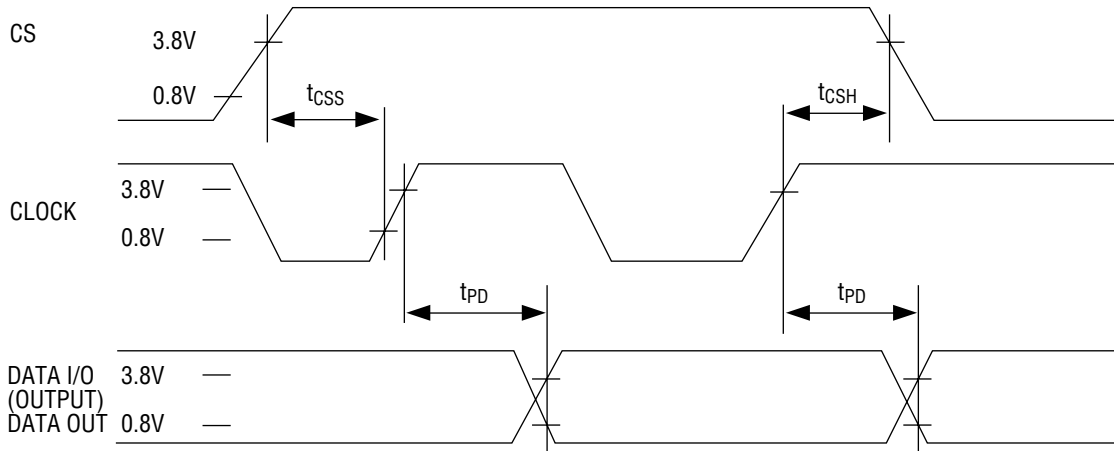 CS
3.8V
0.8V
tCSS
tCSH
CLOCK
3.8V
0.8V
tPD
tPD
DATA I/O
(OUTPUT)
DATA OUT
3.8V
0.8V